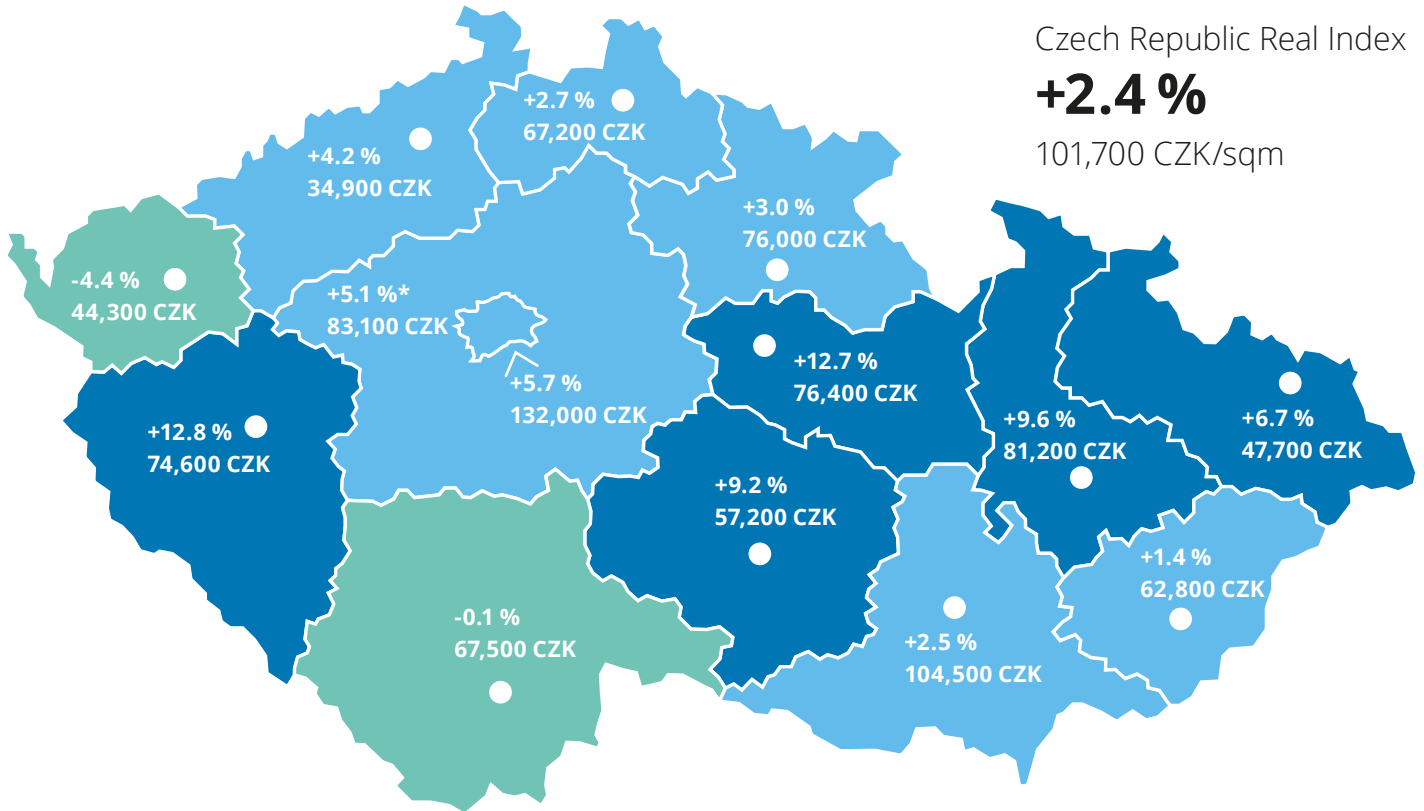 Czech Republic Real Index
+2.4 %
101,700 CZK/sqm
+2.7 %
67,200 CZK
+4.2 %
34,900 CZK
+3.0 %
76,000 CZK
-4.4 %
44,300 CZK
+5.1 %*
83,100 CZK
+5.7 %
132,000 CZK
+12.7 %
76,400 CZK
+12.8 %
74,600 CZK
+9.6 %
81,200 CZK
+6.7 %
47,700 CZK
+9.2 %
57,200 CZK
+1.4 %
62,800 CZK
-0.1 %
67,500 CZK
+2.5 %
104,500 CZK